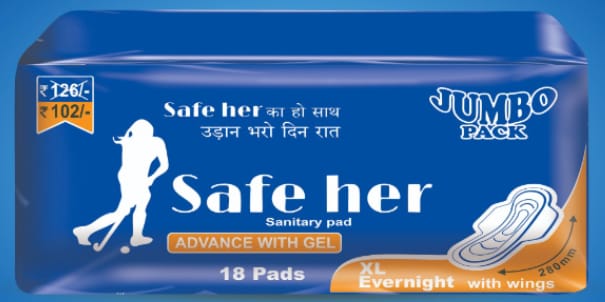 ₹ 126/-
₹ 102/-
Safe her का हो साथ
उड़ान भरो दिन रात
JUMBO
PACK
Safe her
Sanitary pad
ADVANCE WITH GEL
18 Pads
XL
Evernight with wings
280mm